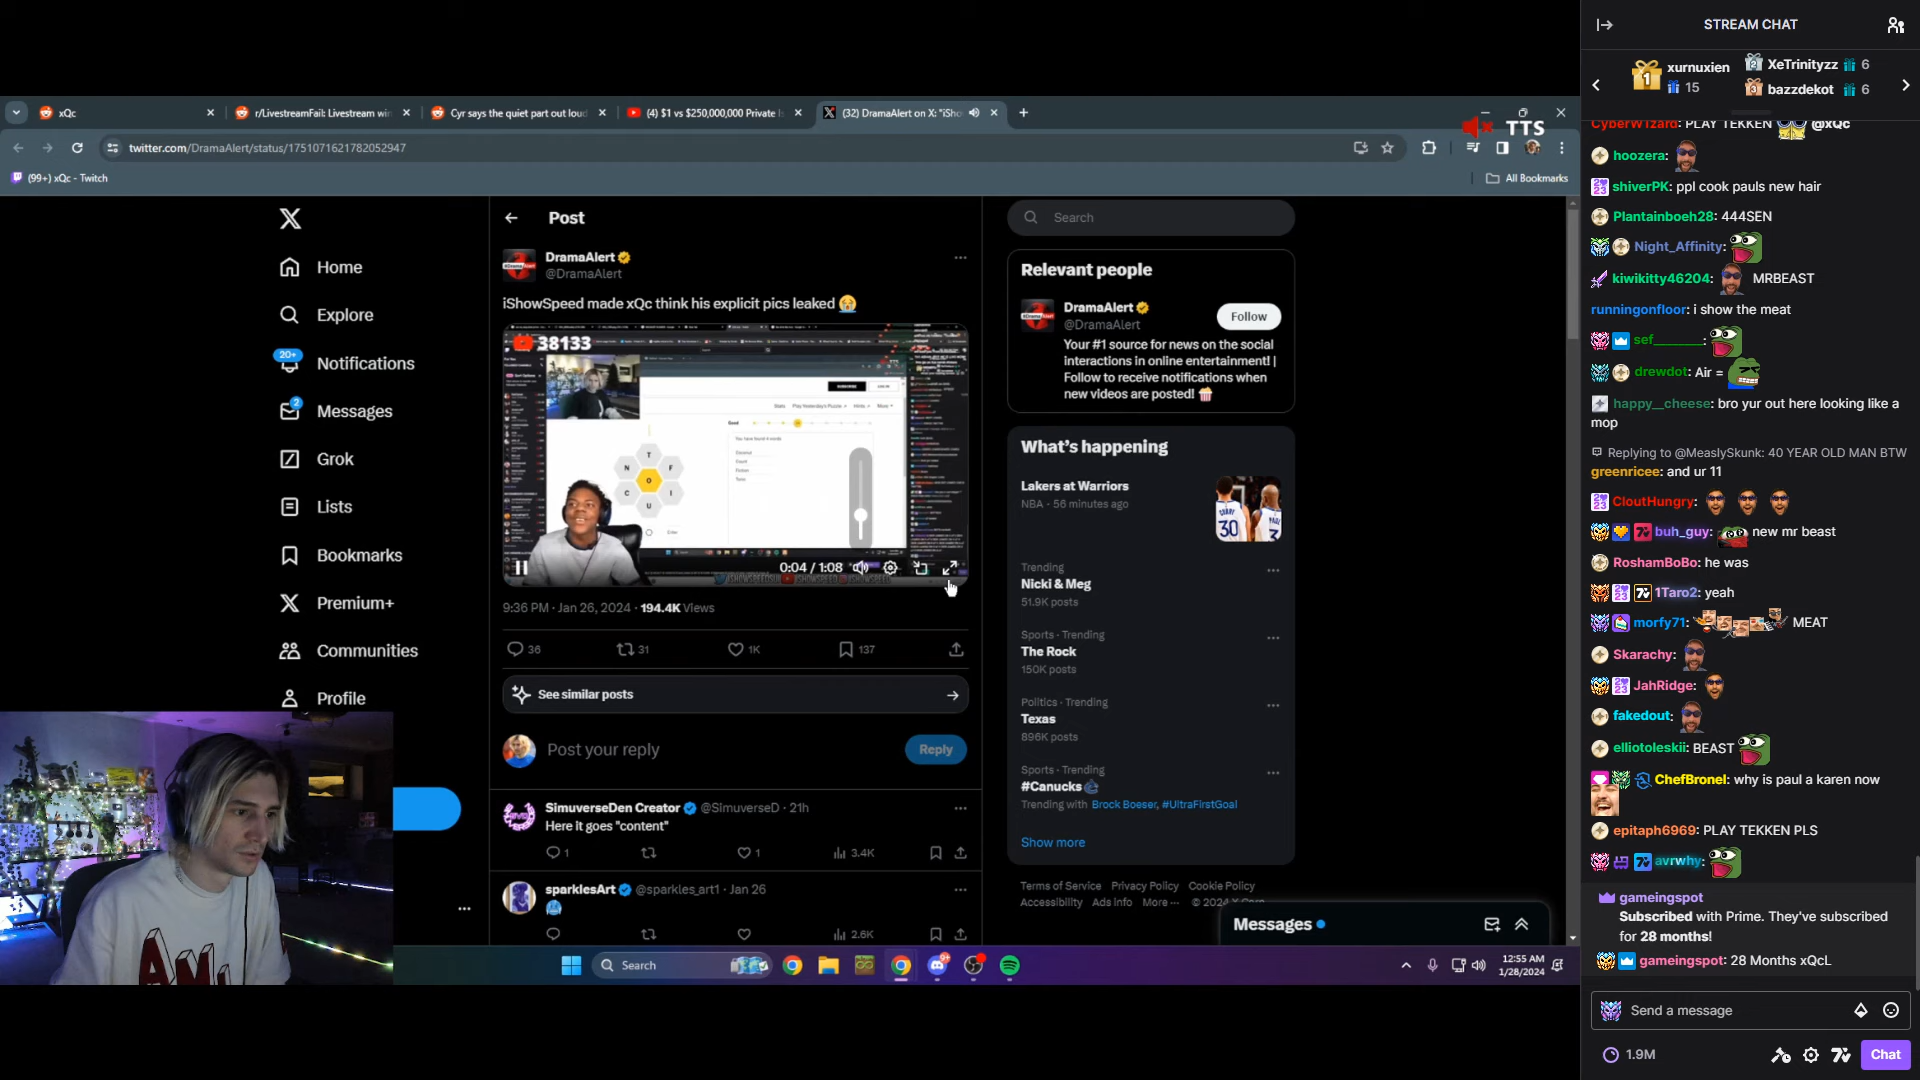 xQc
r/LivestreamFail: Livestream win
Cyr says the quiet part out loud
(4) $1 vs $250,000,000 Private I
(32) DramaAlert on X: "iSho
TTS
twitter.com/DramaAlert/status/1751071621782052947
(99+) xQc - Twitch
All Bookmarks
Home
Explore
20+
Notifications
2
Messages
Grok
Lists
Bookmarks
Premium+
Communities
Profile
Post
DramaAlert
@DramaAlert
iShowSpeed made xQc think his explicit pics leaked
38133
T
N
F
O
C
I
U
Enter
0:04 / 1:08
9:36 PM · Jan 26, 2024 · 194.4K Views
36
31
1K
137
See similar posts
Post your reply
Reply
SimuverseDen Creator @SimuverseD · 21h
Here it goes "content"
1
1
3.4K
sparklesArt @sparkles_art1 · Jan 26
2.6K
Search
Relevant people
DramaAlert
@DramaAlert
Follow
Your #1 source for news on the social
interactions in online entertainment! |
Follow to receive notifications when
new videos are posted!
What's happening
Lakers at Warriors
NBA · 56 minutes ago
30
Trending
Nicki & Meg
51.9K posts
Sports · Trending
The Rock
150K posts
Politics · Trending
Texas
896K posts
Sports · Trending
#Canucks
Trending with Brock Boeser, #UltraFirstGoal
Show more
Terms of Service Privacy Policy Cookie Policy
Accessibility Ads info More ··· © 2024 X Corp
Messages
Search
12:55 AM
1/28/2024
STREAM CHAT
1
xurnuxien
15
XeTrinityzz 6
bazzdekot 6
CyberW1zard: PLAY TEKKEN @xQc
hoozera:
shiverPK: ppl cook pauls new hair
Plantainboeh28: 444SEN
Night_Affinity:
kiwikitty46204: MRBEAST
runningonfloor: i show the meat
sef________:
drewdot: Air =
happy__cheese: bro yur out here looking like a
mop
Replying to @MeaslySkunk: 40 YEAR OLD MAN BTW
greenricee: and ur 11
CloutHungry:
buh_guy: new mr beast
RoshamBoBo: he was
1Taro2: yeah
morfy71: MEAT
Skarachy:
JahRidge:
fakedout:
elliotoleskii: BEAST
ChefBronel: why is paul a karen now
epitaph6969: PLAY TEKKEN PLS
avrwhy:
gameingspot
Subscribed with Prime. They've subscribed
for 28 months!
gameingspot: 28 Months xQcL
Send a message
1.9M
Chat